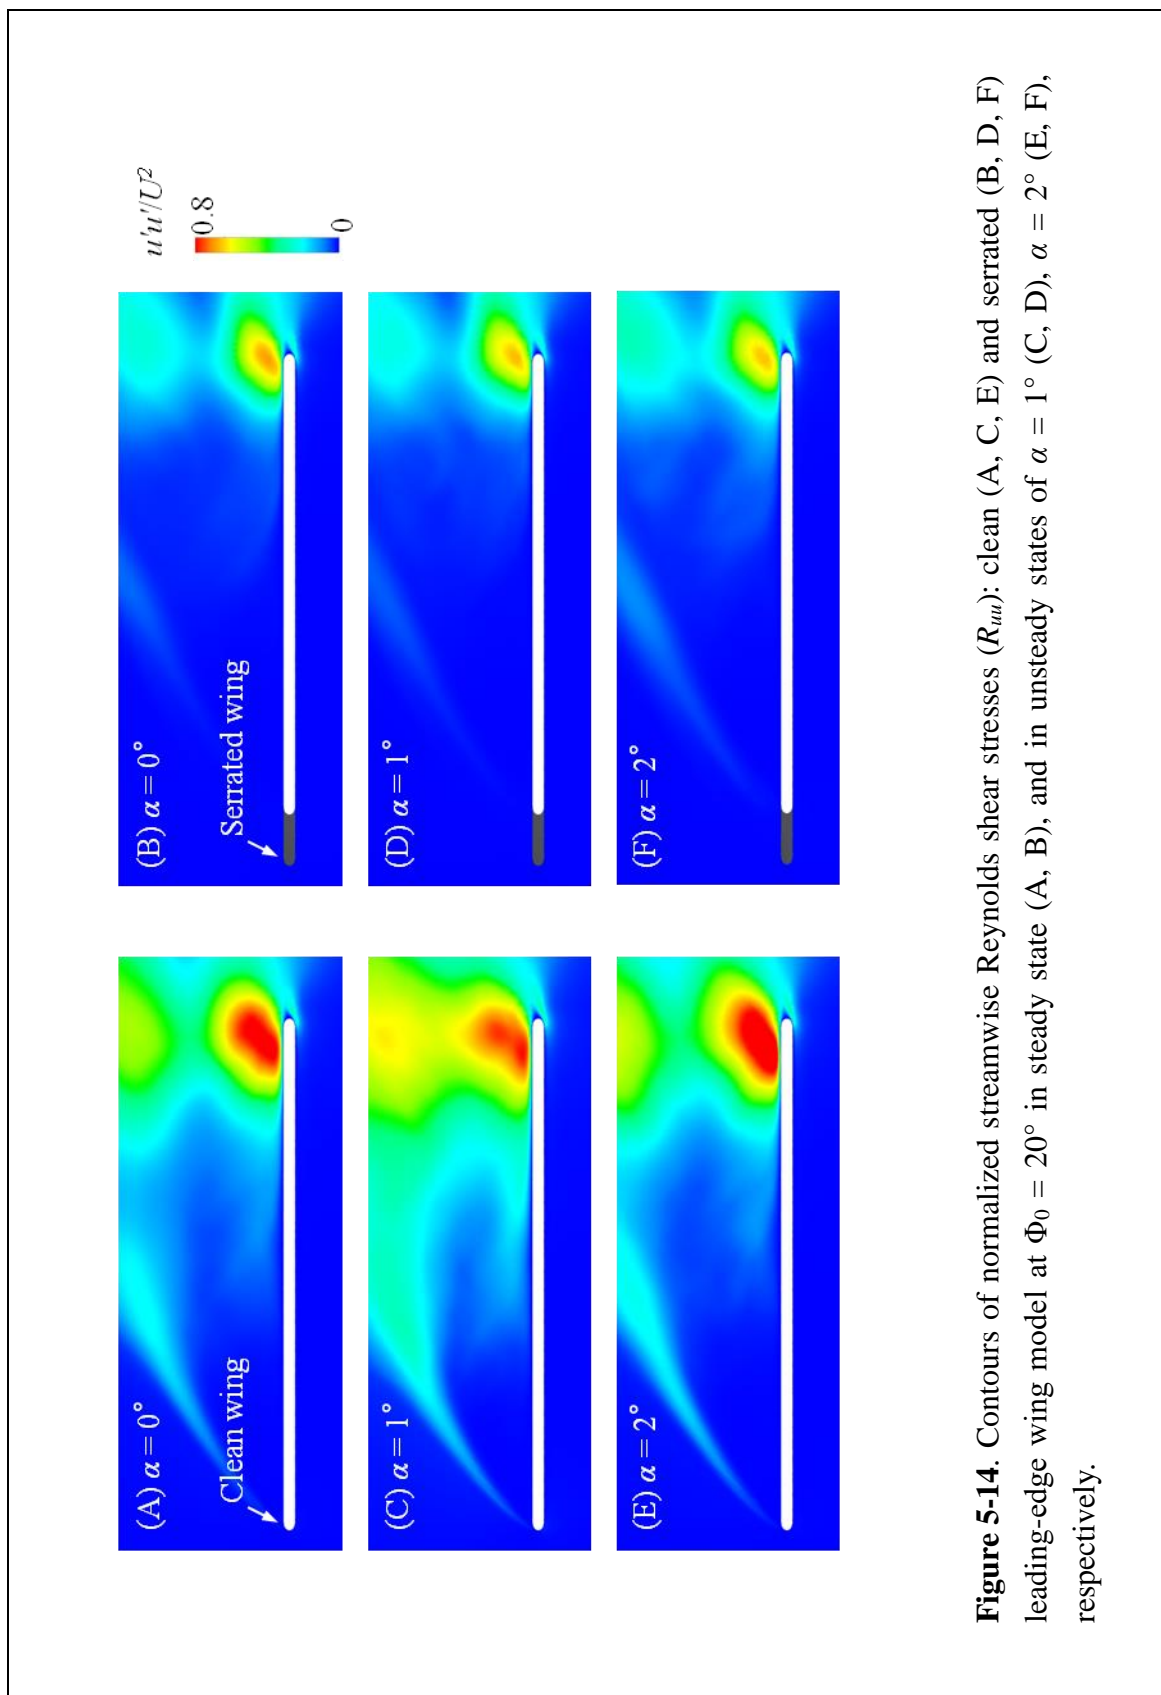 (A) α = 0°
Clean wing
(B) α = 0°
Serrated wing
u'u'/U²
0.8
0
(C) α = 1°
(D) α = 1°
(E) α = 2°
(F) α = 2°
Figure 5-14. Contours of normalized streamwise Reynolds shear stresses (Ruu): clean (A, C, E) and serrated (B, D, F)
leading-edge wing model at Φ0 = 20° in steady state (A, B), and in unsteady states of α = 1° (C, D), α = 2° (E, F),
respectively.